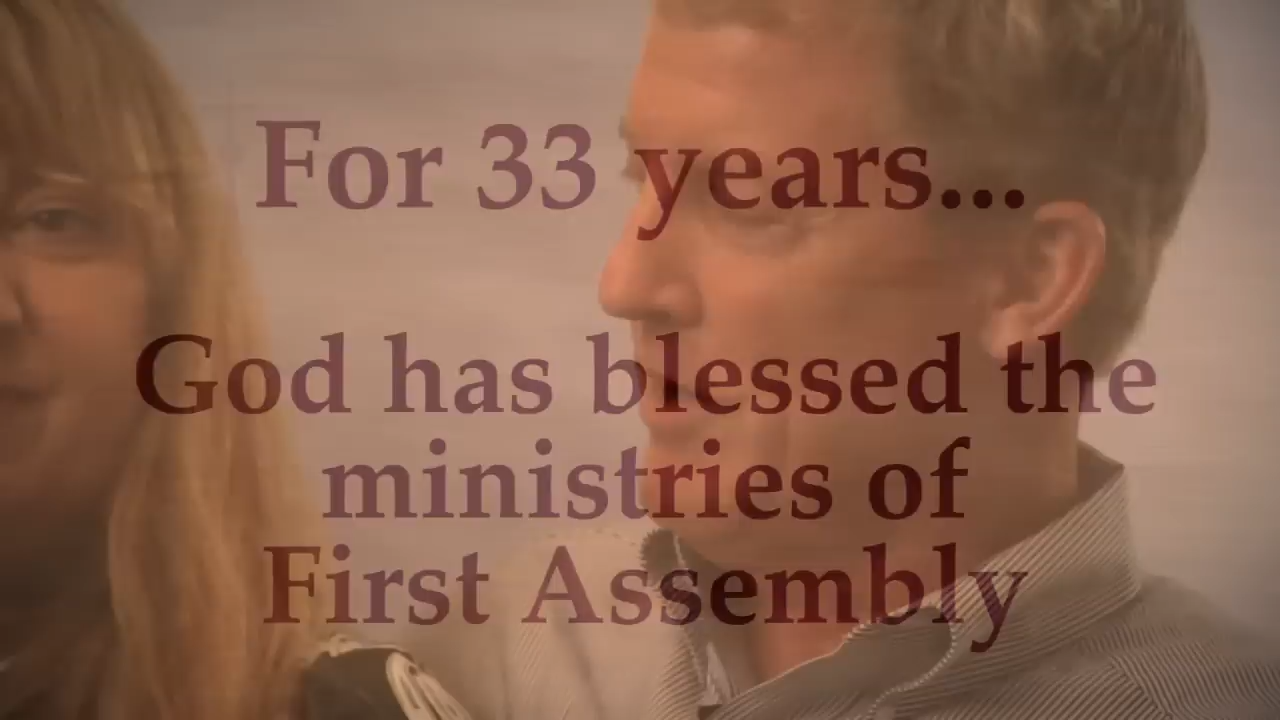 For 33 years...
God has blessed the
ministries of
First Assembly